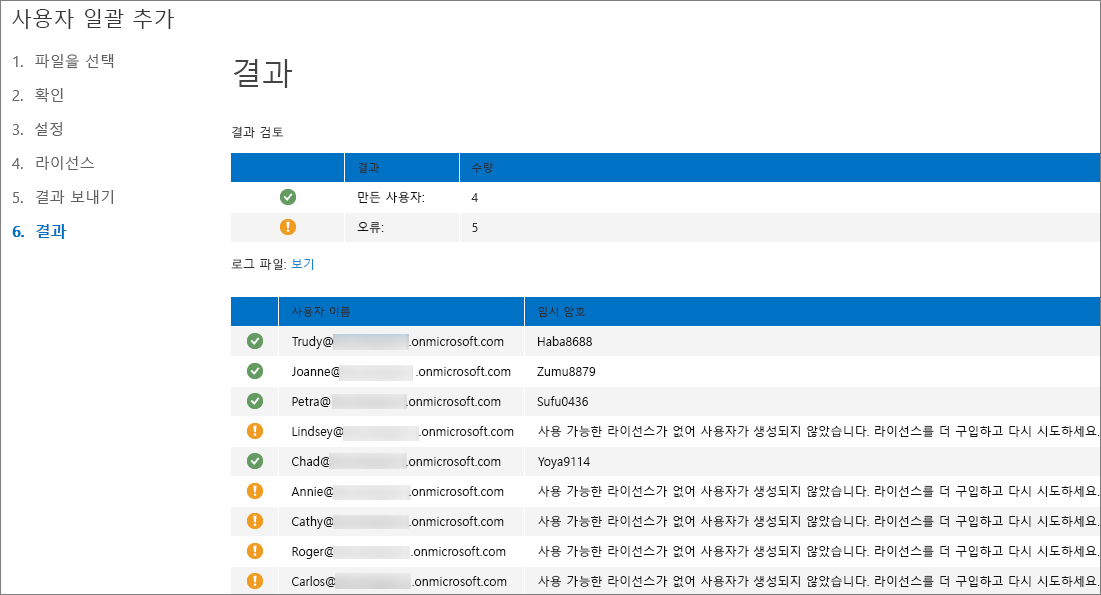 사용자 일괄 추가
1. 파일을 선택
2. 확인
3. 설정
4. 라이선스
5. 결과 보내기
6. 결과
결과
결과 검토
결과 수량
만든 사용자: 4
오류: 5
로그 파일: 보기
사용자 이름 임시 암호
Trudy@ .onmicrosoft.com Haba8688
Joanne@ .onmicrosoft.com Zumu8879
Petra@ .onmicrosoft.com Sufu0436
Lindsey@ .onmicrosoft.com 사용 가능한 라이선스가 없어 사용자가 생성되지 않았습니다. 라이선스를 더 구입하고 다시 시도하세요.
Chad@ .onmicrosoft.com Yoya9114
Annie@ .onmicrosoft.com 사용 가능한 라이선스가 없어 사용자가 생성되지 않았습니다. 라이선스를 더 구입하고 다시 시도하세요.
Cathy@ .onmicrosoft.com 사용 가능한 라이선스가 없어 사용자가 생성되지 않았습니다. 라이선스를 더 구입하고 다시 시도하세요.
Roger@ .onmicrosoft.com 사용 가능한 라이선스가 없어 사용자가 생성되지 않았습니다. 라이선스를 더 구입하고 다시 시도하세요.
Carlos@ .onmicrosoft.com 사용 가능한 라이선스가 없어 사용자가 생성되지 않았습니다. 라이선스를 더 구입하고 다시 시도하세요.